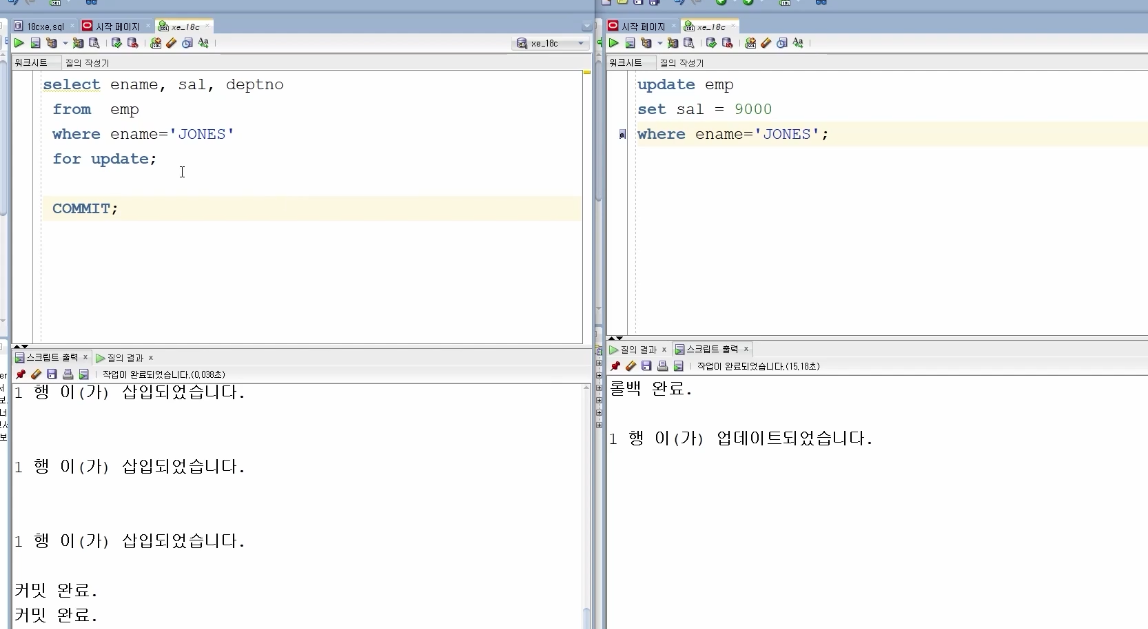 18cxe,sql 시작 페이지 xe_18c
xe_18c
워크시트 질의 작성기
select ename, sal, deptno
from emp
where ename='JONES'
for update;
COMMIT;
스크립트 출력 x 질의 결과 x
작업이 완료되었습니다.(0,038초)
1 행 이(가) 삽입되었습니다.
1 행 이(가) 삽입되었습니다.
1 행 이(가) 삽입되었습니다.
커밋 완료.
커밋 완료.
시작 페이지 xe_18c
워크시트 질의 작성기
update emp
set sal = 9000
where ename='JONES';
질의 결과 x 스크립트 출력 x
작업이 완료되었습니다.(15,18초)
롤백 완료.
1 행 이(가) 업데이트되었습니다.